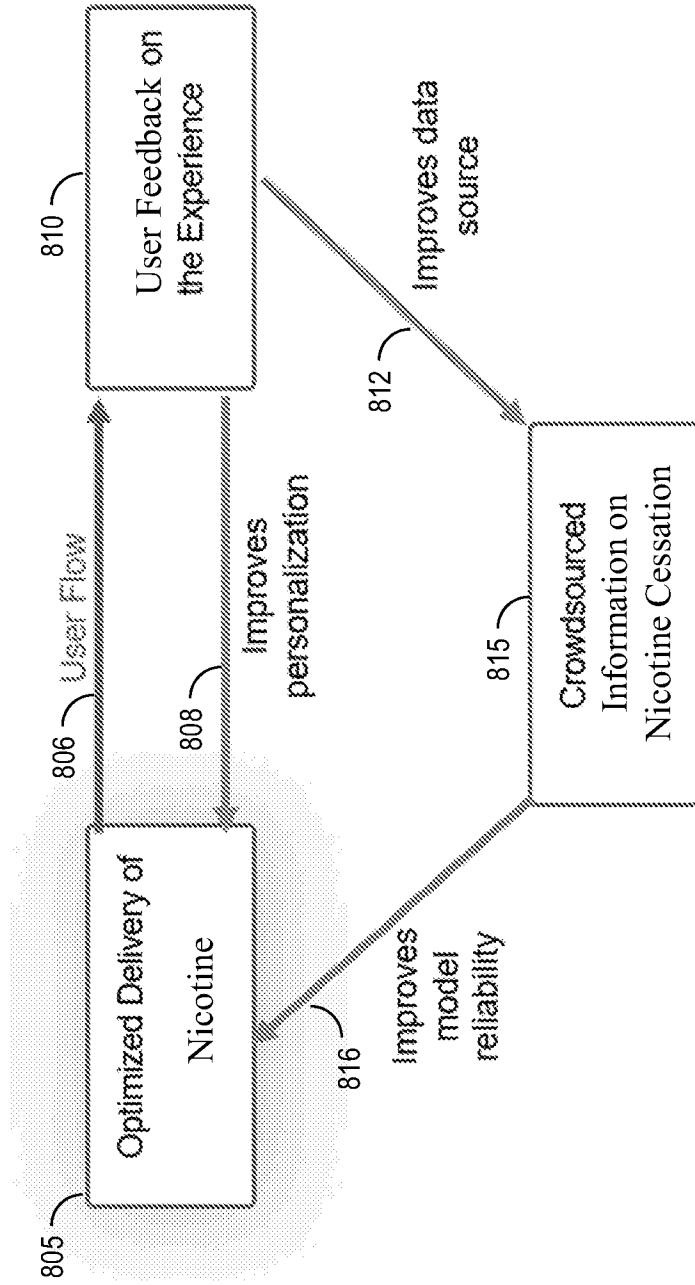 805
Optimized Delivery of
Nicotine
806
User Flow
808
Improves
personalization
810
User Feedback on
the Experience
812
Improves data
source
815
Crowdsourced
Information on
Nicotine Cessation
816
Improves
model
reliability